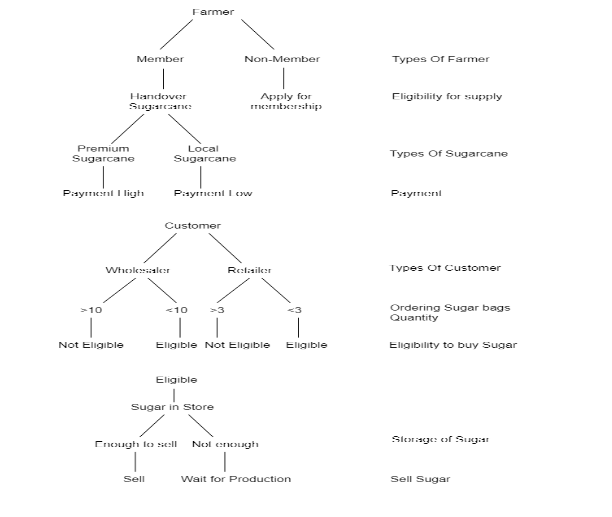 Farmer
Member Non-Member Types Of Farmer
Handover Apply for Eligibility for supply
Sugarcane membership
Premium Local Types Of Sugarcane
Sugarcane Sugarcane
Payment High Payment Low Payment
Customer
Wholesaler Retailer Types Of Customer
>10 <10 >3 <3 Ordering Sugar bags
Quantity
Not Eligible Eligible Not Eligible Eligible Eligibility to buy Sugar
Eligible
Sugar in Store
Enough to sell Not enough Storage of Sugar
Sell Wait for Production Sell Sugar